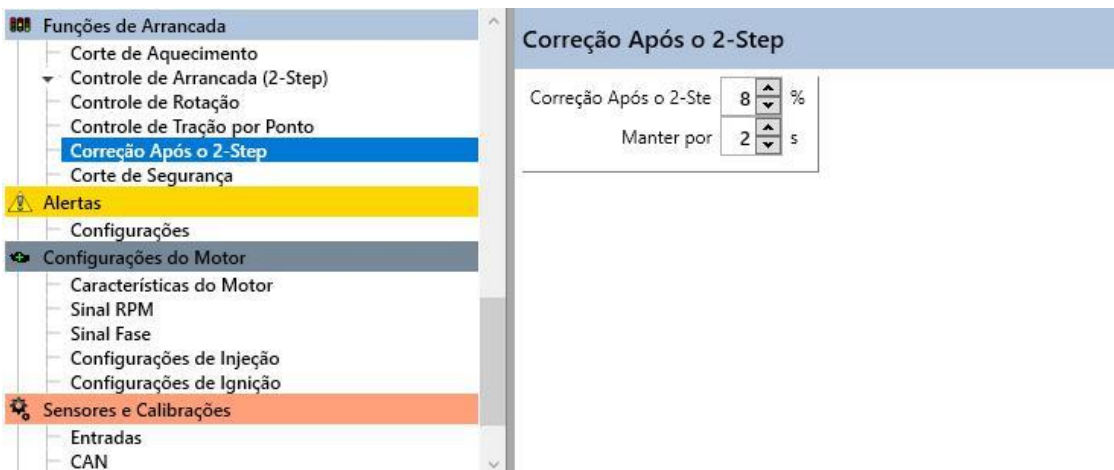 Funções de Arrancada
Corte de Aquecimento
Controle de Arrancada (2-Step)
Controle de Rotação
Controle de Tração por Ponto
Correção Após o 2-Step
Corte de Segurança
Alertas
Configurações
Configurações do Motor
Características do Motor
Sinal RPM
Sinal Fase
Configurações de Injeção
Configurações de Ignição
Sensores e Calibrações
Entradas
CAN
Correção Após o 2-Step
Correção Após o 2-Ste 8 %
Manter por 2 s